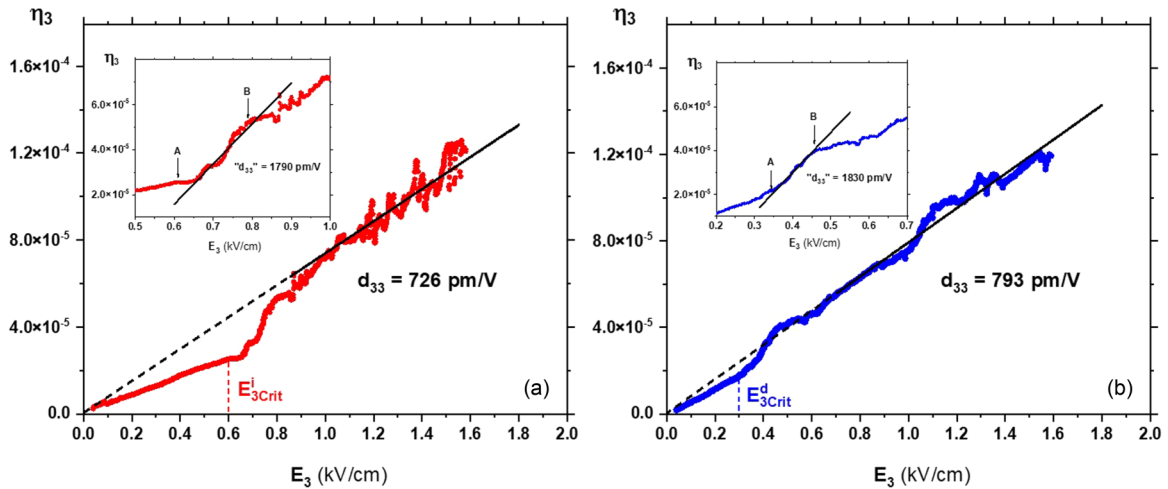 η₃
1.6×10⁻⁴
1.2×10⁻⁴
8.0×10⁻⁵
4.0×10⁻⁵
0.0
0.0 0.2 0.4 0.6 0.8 1.0 1.2 1.4 1.6 1.8 2.0
E₃ (kV/cm)
η₃
6.0×10⁻⁵
4.0×10⁻⁵
2.0×10⁻⁵
0.5 0.6 0.7 0.8 0.9 1.0
E₃ (kV/cm)
A
B
"d₃₃" = 1790 pm/V
d₃₃ = 726 pm/V
Eⁱ₃Crit
(a)
η₃
1.6×10⁻⁴
1.2×10⁻⁴
8.0×10⁻⁵
4.0×10⁻⁵
0.0
0.0 0.2 0.4 0.6 0.8 1.0 1.2 1.4 1.6 1.8 2.0
E₃ (kV/cm)
η₃
8.0×10⁻⁵
6.0×10⁻⁵
4.0×10⁻⁵
2.0×10⁻⁵
0.2 0.3 0.4 0.5 0.6 0.7
E₃ (kV/cm)
A
B
"d₃₃" = 1830 pm/V
d₃₃ = 793 pm/V
Eᵈ₃Crit
(b)